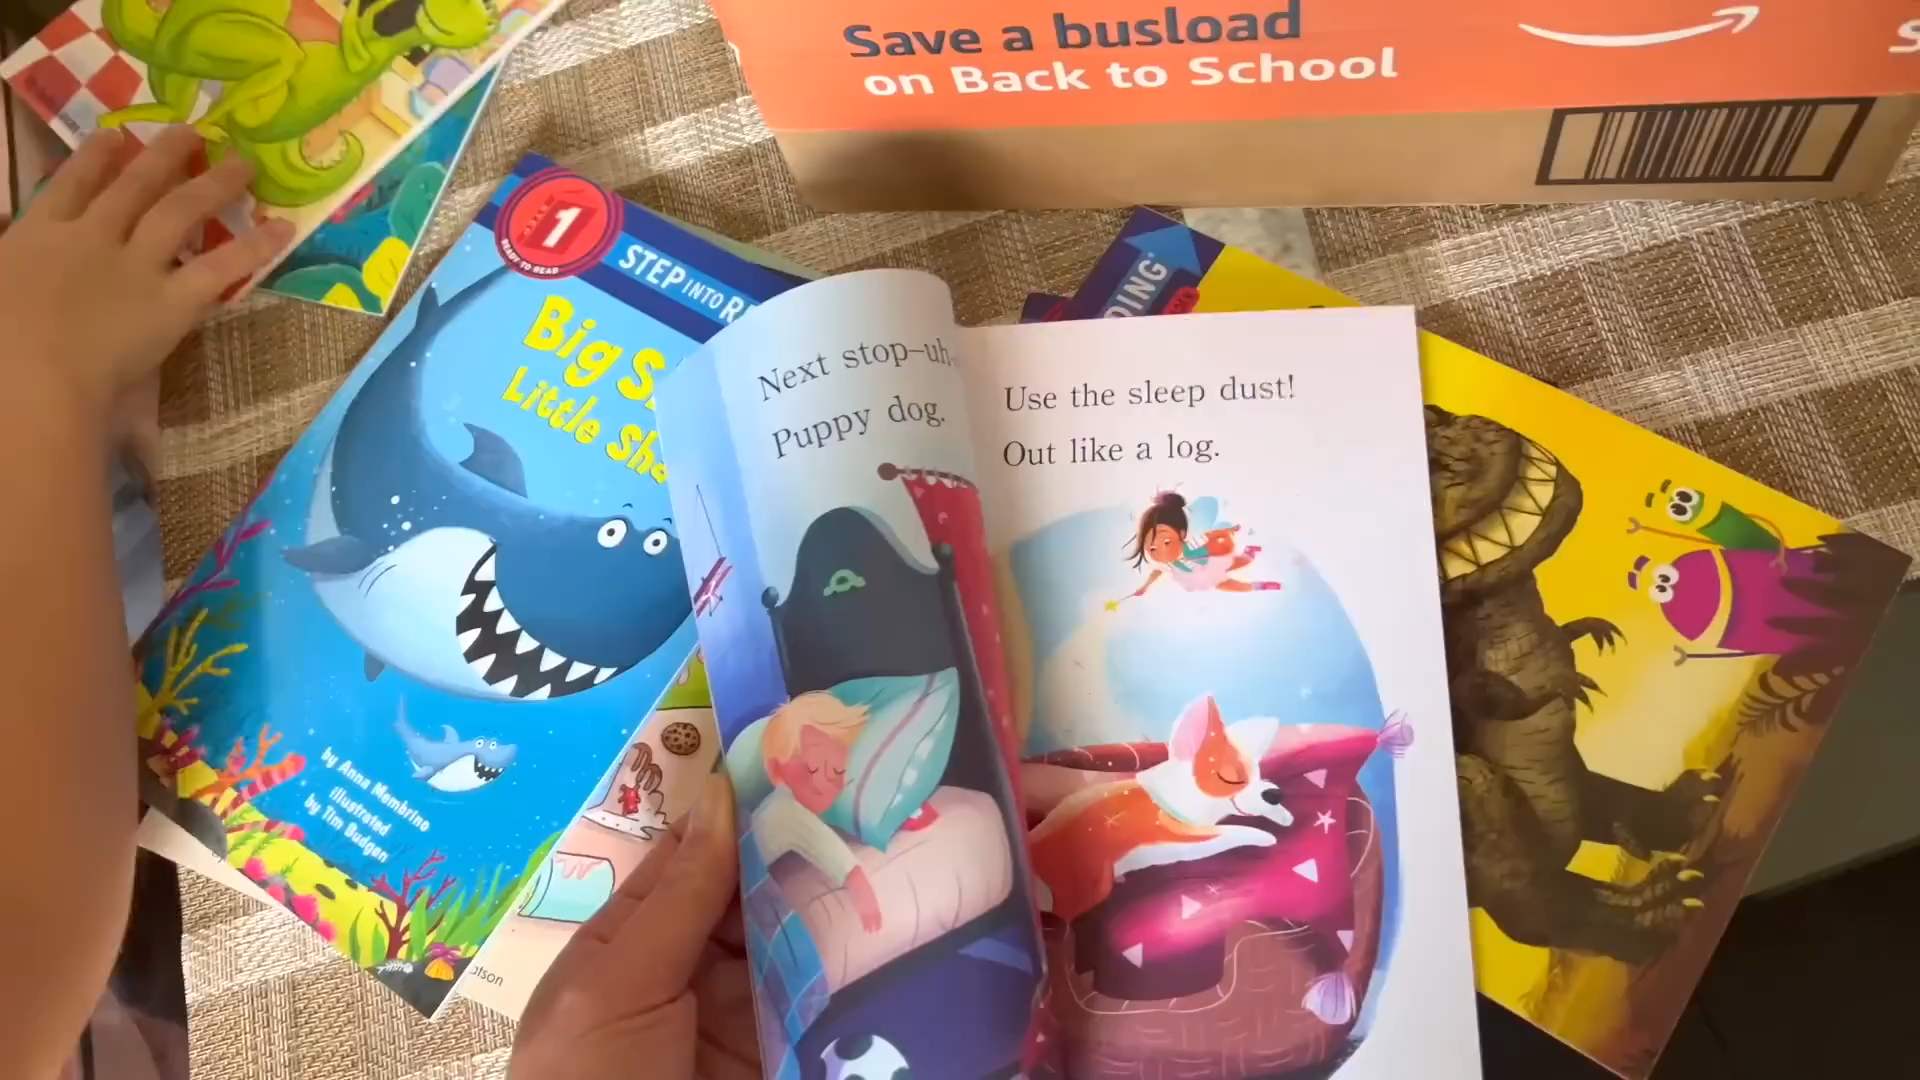 Save a busload
on Back to School
1
READY TO READ
STEP INTO
Big
Little
by Anna Membrino
illustrated
by Tim Budgen
Next stop–uh
Puppy dog.
Use the sleep dust!
Out like a log.